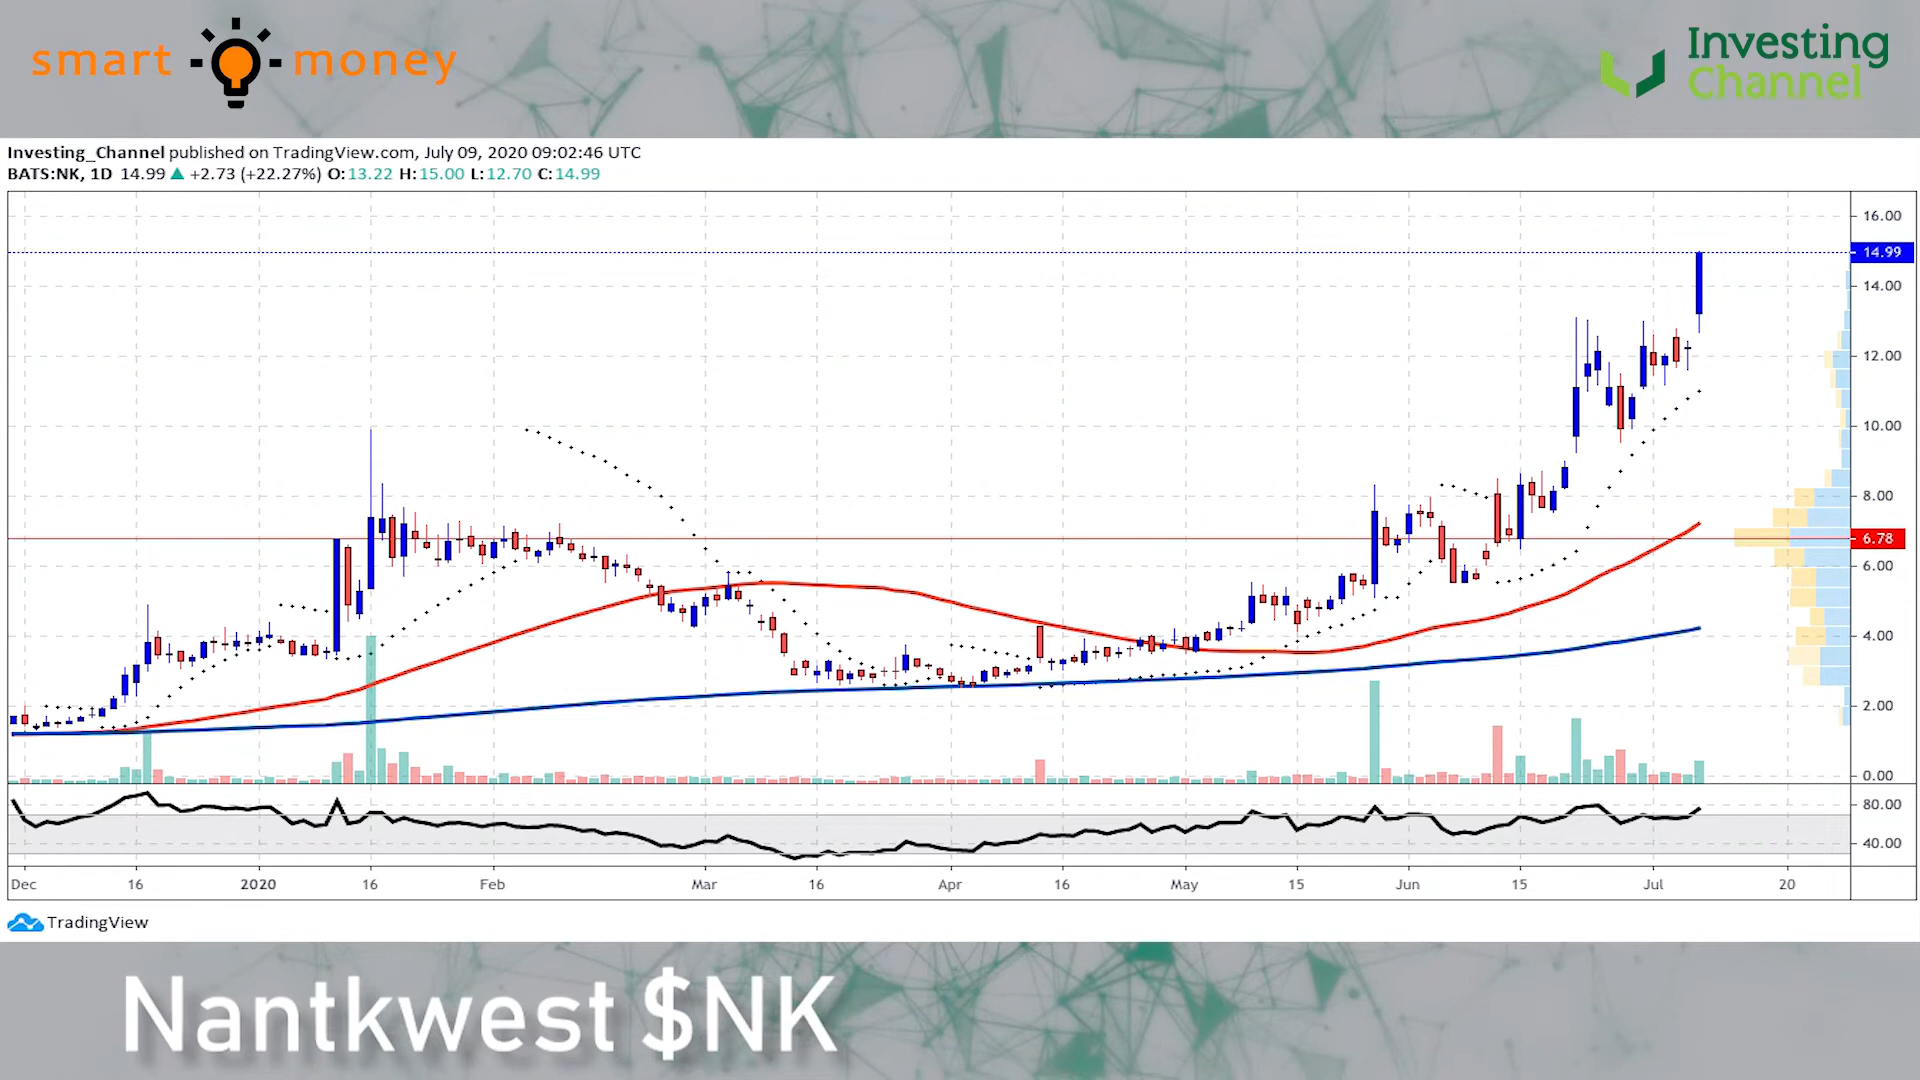 smart money
Investing
Channel
Investing_Channel published on TradingView.com, July 09, 2020 09:02:46 UTC
BATS:NK, 1D 14.99 ▲ +2.73 (+22.27%) O:13.22 H:15.00 L:12.70 C:14.99
16.00
14.99
14.00
12.00
10.00
8.00
6.78
6.00
4.00
2.00
0.00
80.00
40.00
Dec 16 2020 16 Feb Mar 16 Apr 16 May 15 Jun 15 Jul 20
TradingView
Nantkwest $NK